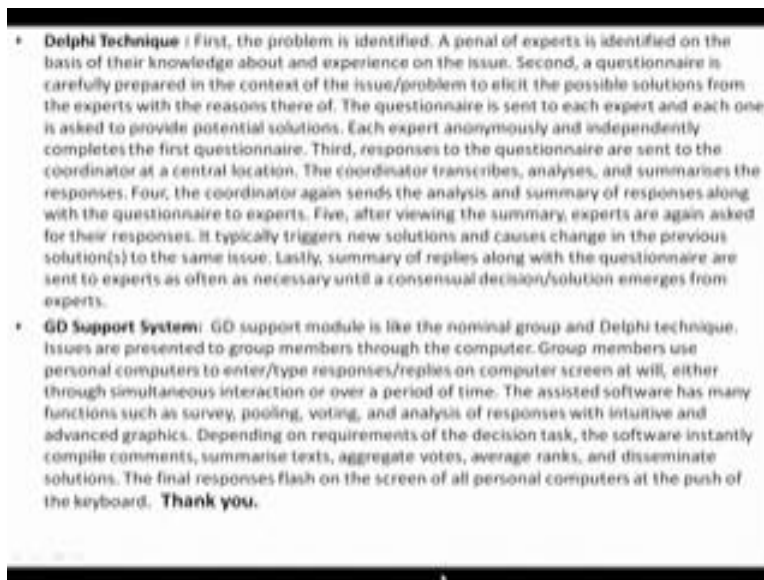 • Delphi Technique : First, the problem is identified. A penal of experts is identified on the
basis of their knowledge about and experience on the issue. Second, a questionnaire is
carefully prepared in the context of the issue/problem to elicit the possible solutions from
the experts with the reasons there of. The questionnaire is sent to each expert and each one
is asked to provide potential solutions. Each expert anonymously and independently
completes the first questionnaire. Third, responses to the questionnaire are sent to the
coordinator at a central location. The coordinator transcribes, analyses, and summarises the
responses. Four, the coordinator again sends the analysis and summary of responses along
with the questionnaire to experts. Five, after viewing the summary, experts are again asked
for their responses. It typically triggers new solutions and causes change in the previous
solution(s) to the same issue. Lastly, summary of replies along with the questionnaire are
sent to experts as often as necessary until a consensual decision/solution emerges from
experts.
• GD Support System: GD support module is like the nominal group and Delphi technique.
Issues are presented to group members through the computer. Group members use
personal computers to enter/type responses/replies on computer screen at will, either
through simultaneous interaction or over a period of time. The assisted software has many
functions such as survey, pooling, voting, and analysis of responses with intuitive and
advanced graphics. Depending on requirements of the decision task, the software instantly
compile comments, summarise texts, aggregate votes, average ranks, and disseminate
solutions. The final responses flash on the screen of all personal computers at the push of
the keyboard. Thank you.